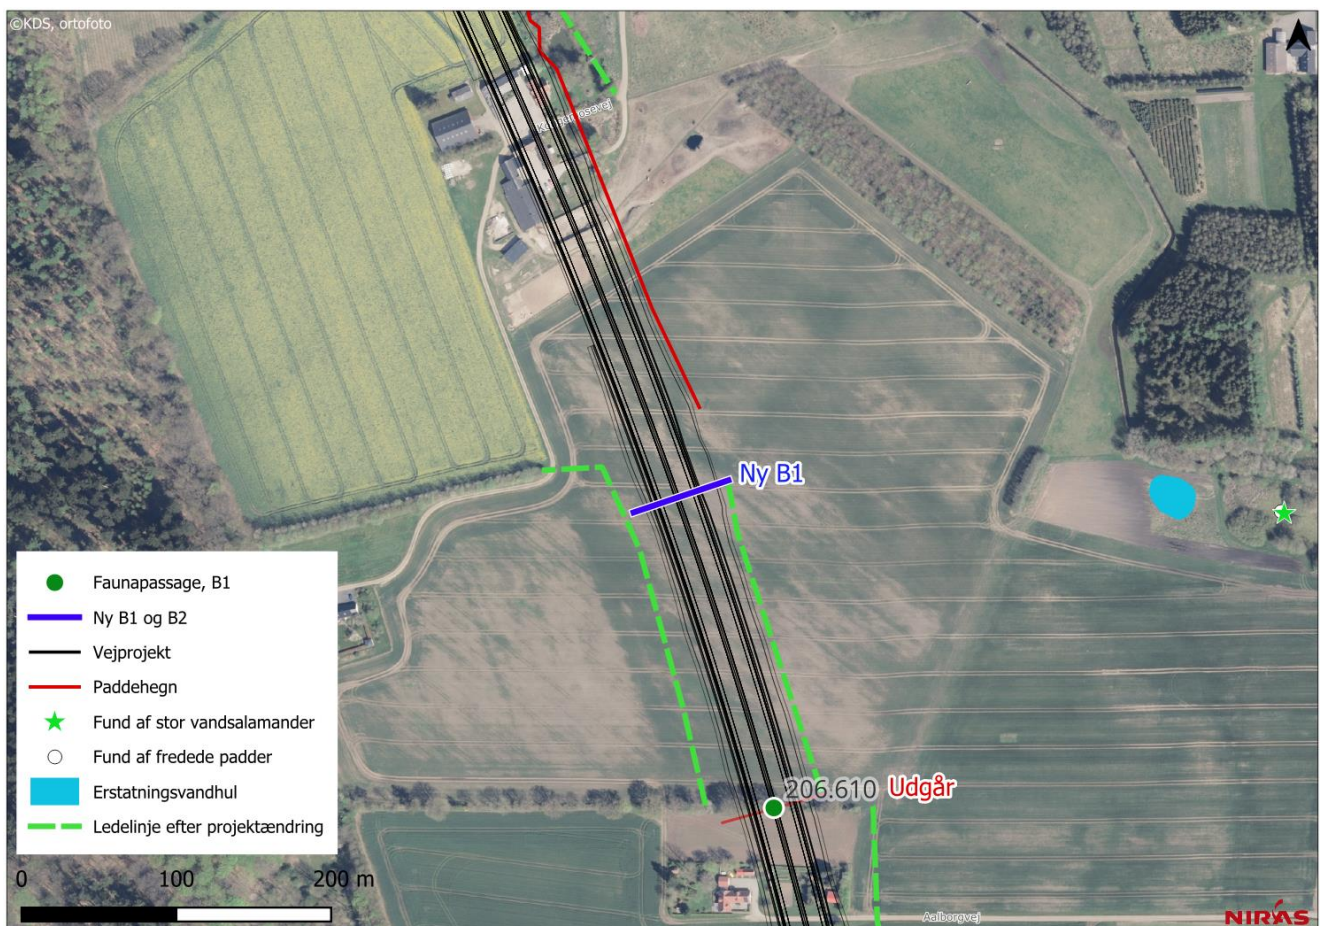 ©KDS, ortofoto
Ny B1
Faunapassage, B1
Ny B1 og B2
Vejprojekt
Paddehegn
Fund af stor vandsalamander
Fund af fredede padder
Erstatningsvandhul
Ledelinje efter projektændring
206.610 Udgår
0 100 200 m
Aalborgvej
NIRÁS